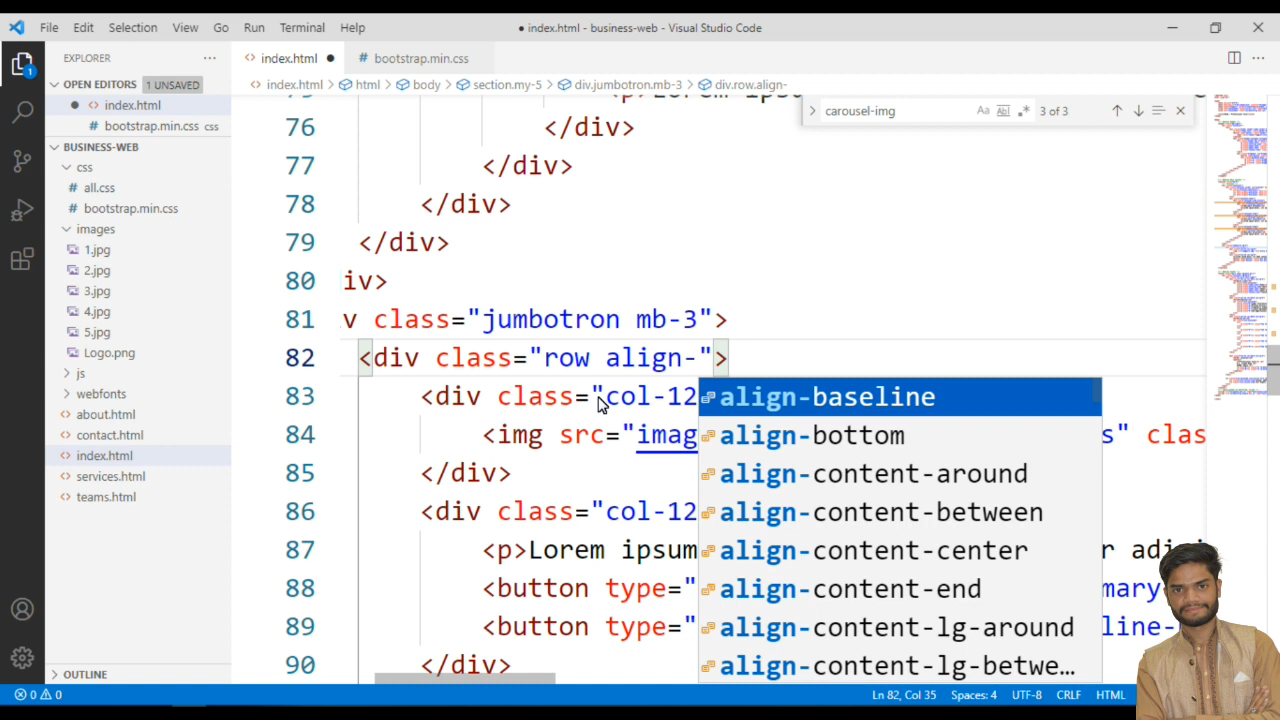 File Edit Selection View Go Run Terminal Help
● index.html - business-web - Visual Studio Code
EXPLORER
index.html ●
# bootstrap.min.css
OPEN EDITORS 1 UNSAVED
index.html > html > body > section.my-5 > div.jumbotron.mb-3 > div.row.align-
● index.html
# bootstrap.min.css css
BUSINESS-WEB
css
# all.css
# bootstrap.min.css
images
1.jpg
2.jpg
3.jpg
4.jpg
5.jpg
Logo.png
js
webfonts
about.html
contact.html
index.html
services.html
teams.html
OUTLINE
1
carousel-img
Aa
3 of 3
76 </div>
77 </div>
78 </div>
79 </div>
80 iv>
81 v class="jumbotron mb-3">
82 <div class="row align-">
83 <div class="col-12
84 <img src="imag s" clas
85 </div>
86 <div class="col-12
87 <p>Lorem ipsum
88 <button type="
89 <button type="
90 </div>
align-baseline
align-bottom
align-content-around
align-content-between
align-content-center
align-content-end
align-content-lg-around
align-content-lg-betwe…
0 0
Ln 82, Col 35
Spaces: 4
UTF-8
CRLF
HTML